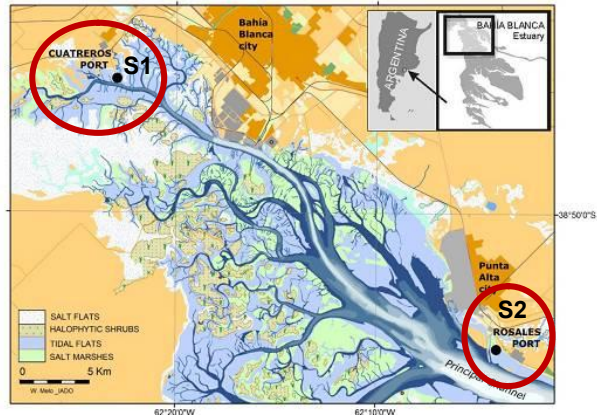 Bahía
Blanca
city
CUATREROS
PORT
S1
ARGENTINA
BAHÍA BLANCA
Estuary
38°50'0"S
Punta
Alta
city
S2
ROSALES
PORT
Principal Channel
SALT FLATS
HALOPHYTIC SHRUBS
TIDAL FLATS
SALT MARSHES
0 5 Km
W. Melo _IADO
62°20'0"W
62°10'0"W